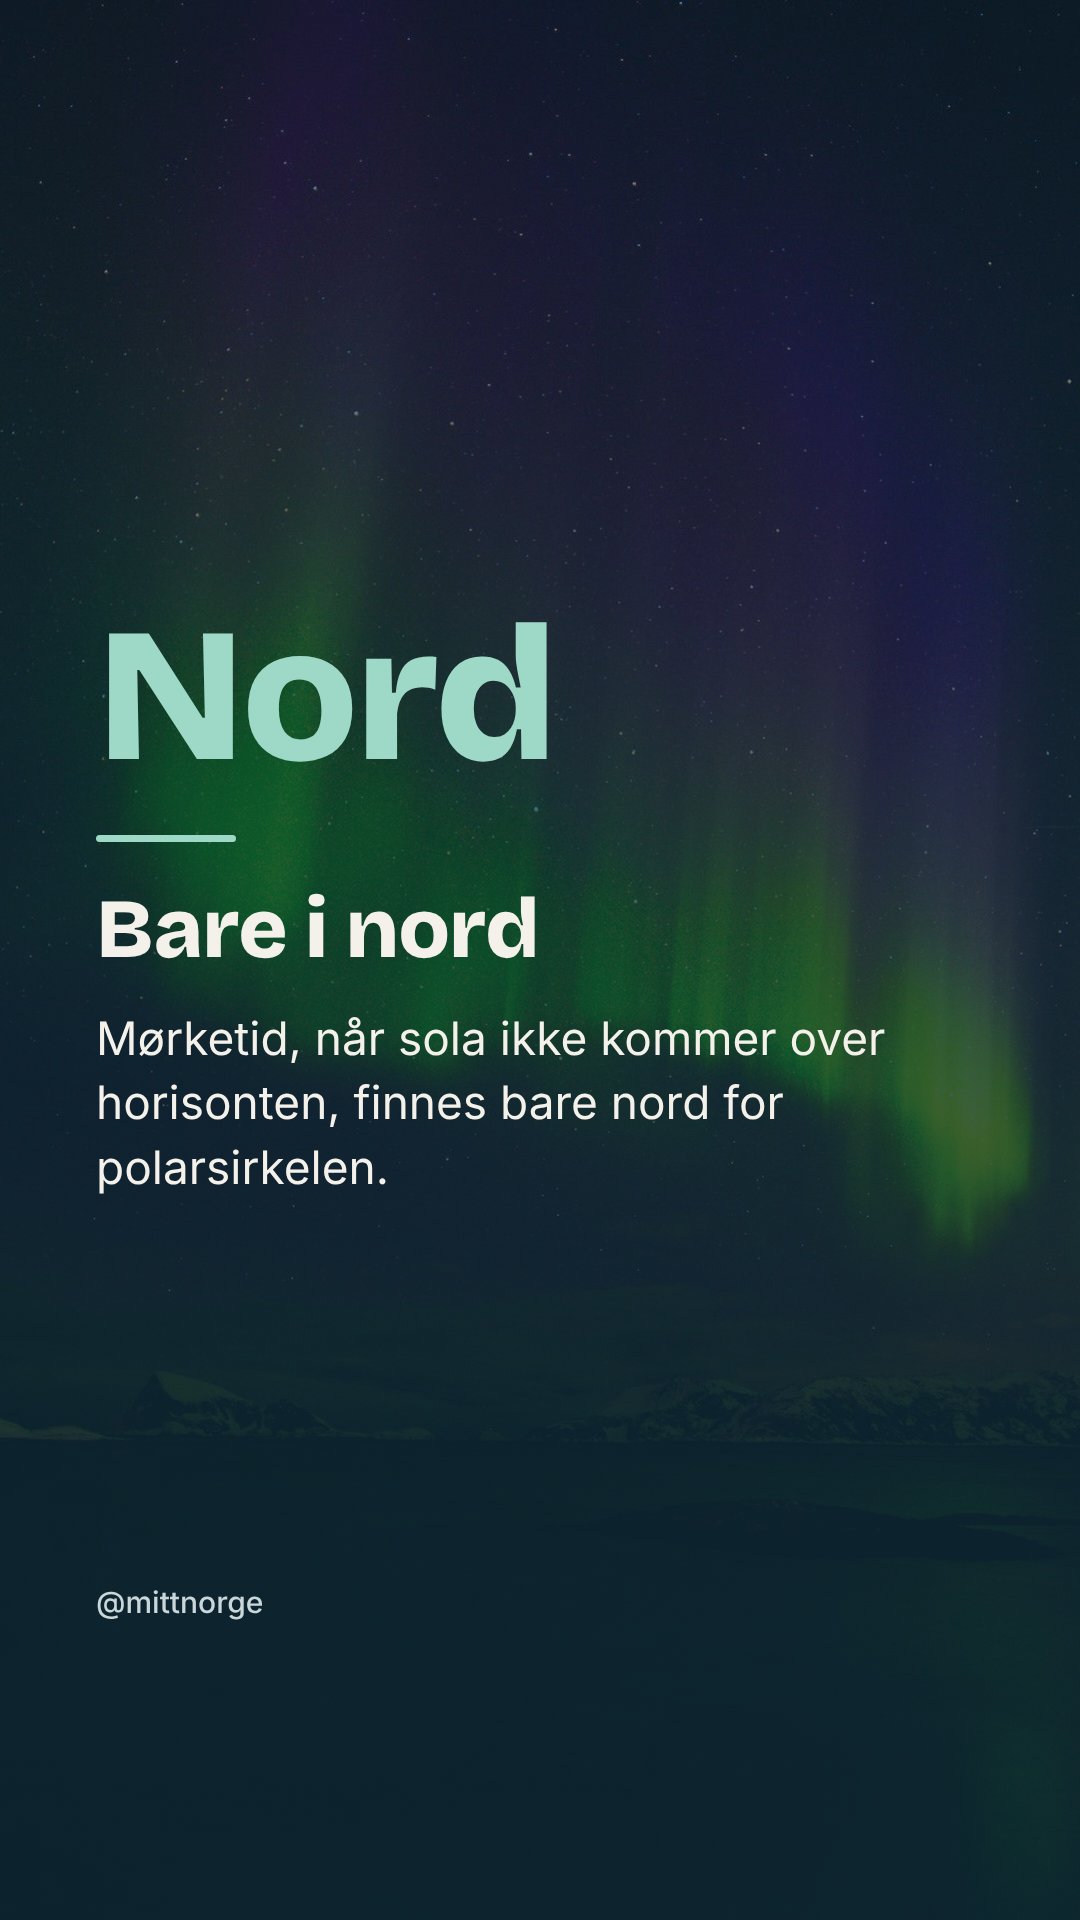 Nord
Bare i nord
Mørketid, når sola ikke kommer over
horisonten, finnes bare nord for
polarsirkelen.
@mittnorge